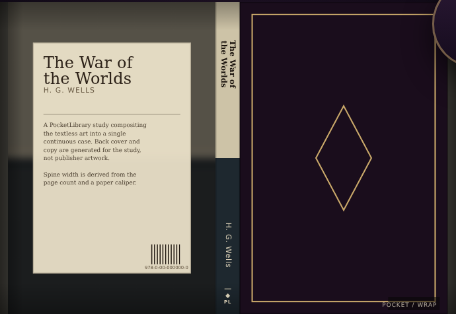 The War of
the Worlds
H. G. WELLS
A PocketLibrary study compositing
the textless art into a single
continuous case. Back cover and
copy are generated for the study,
not publisher artwork.
Spine width is derived from the
page count and a paper caliper.
The War of
the Worlds
H. G. Wells
PL
POCKET / WRAP